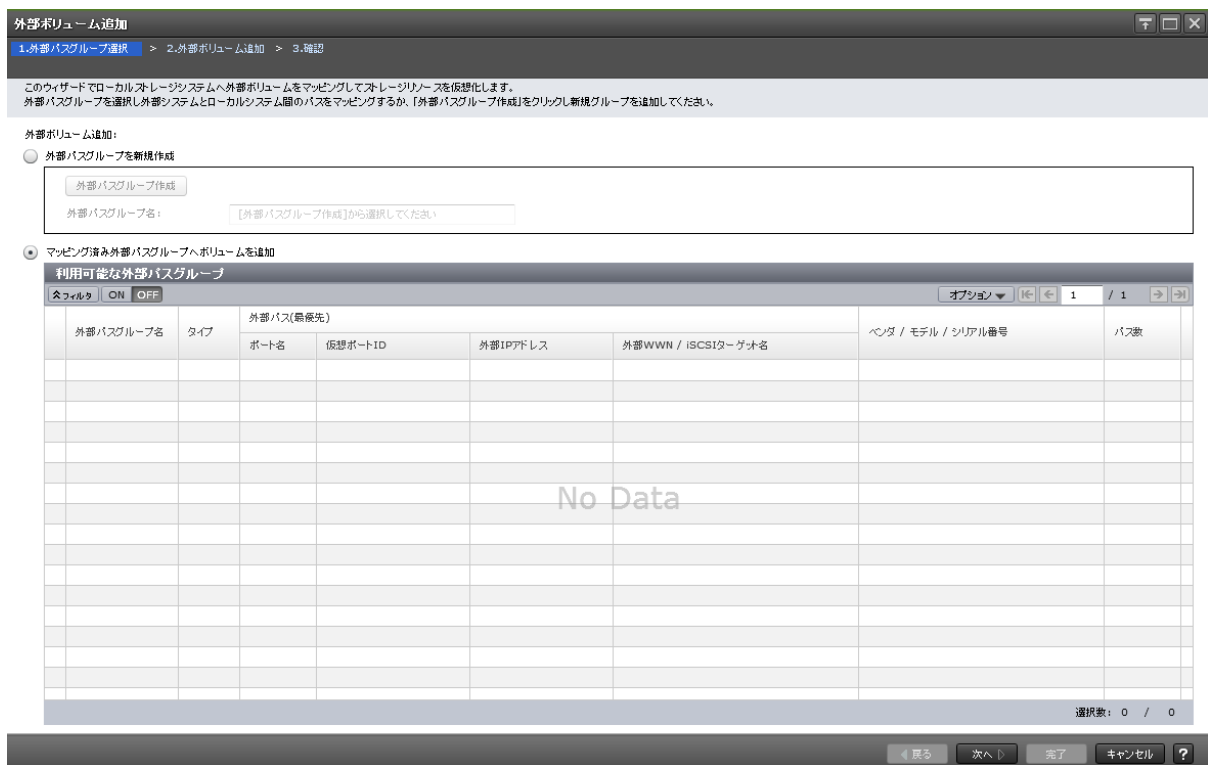 外部ボリューム追加
1.外部パスグループ選択 > 2.外部ボリューム追加 > 3.確認
このウィザードでローカルストレージシステムへ外部ボリュームをマッピングしてストレージリソースを仮想化します。
外部パスグループを選択し外部システムとローカルシステム間のパスをマッピングするか、「外部パスグループ作成」をクリックし新規グループを追加してください。
外部ボリューム追加:
外部パスグループを新規作成
外部パスグループ作成
外部パスグループ名: [外部パスグループ作成]から選択してください
マッピング済み外部パスグループへボリュームを追加
利用可能な外部パスグループ
フィルタ ON OFF オプション 1 / 1
外部パスグループ名 タイプ 外部パス(最優先) ベンダ / モデル / シリアル番号 パス数
ポート名 仮想ポートID 外部IPアドレス 外部WWN / iSCSIターゲット名
No Data
選択数: 0 / 0
戻る 次へ 完了 キャンセル ?